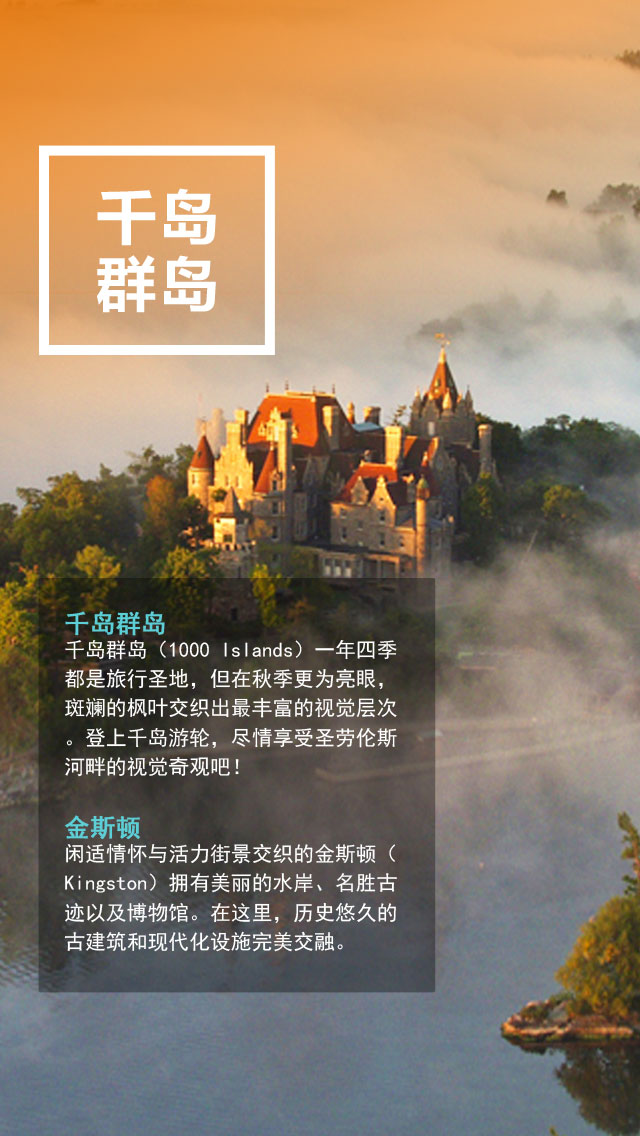 千岛
群岛
千岛群岛
千岛群岛（1000 Islands）一年四季
都是旅行圣地，但在秋季更为亮眼，
斑斓的枫叶交织出最丰富的视觉层次
。登上千岛游轮，尽情享受圣劳伦斯
河畔的视觉奇观吧！
金斯顿
闲适情怀与活力街景交织的金斯顿（
Kingston）拥有美丽的水岸、名胜古
迹以及博物馆。在这里，历史悠久的
古建筑和现代化设施完美交融。